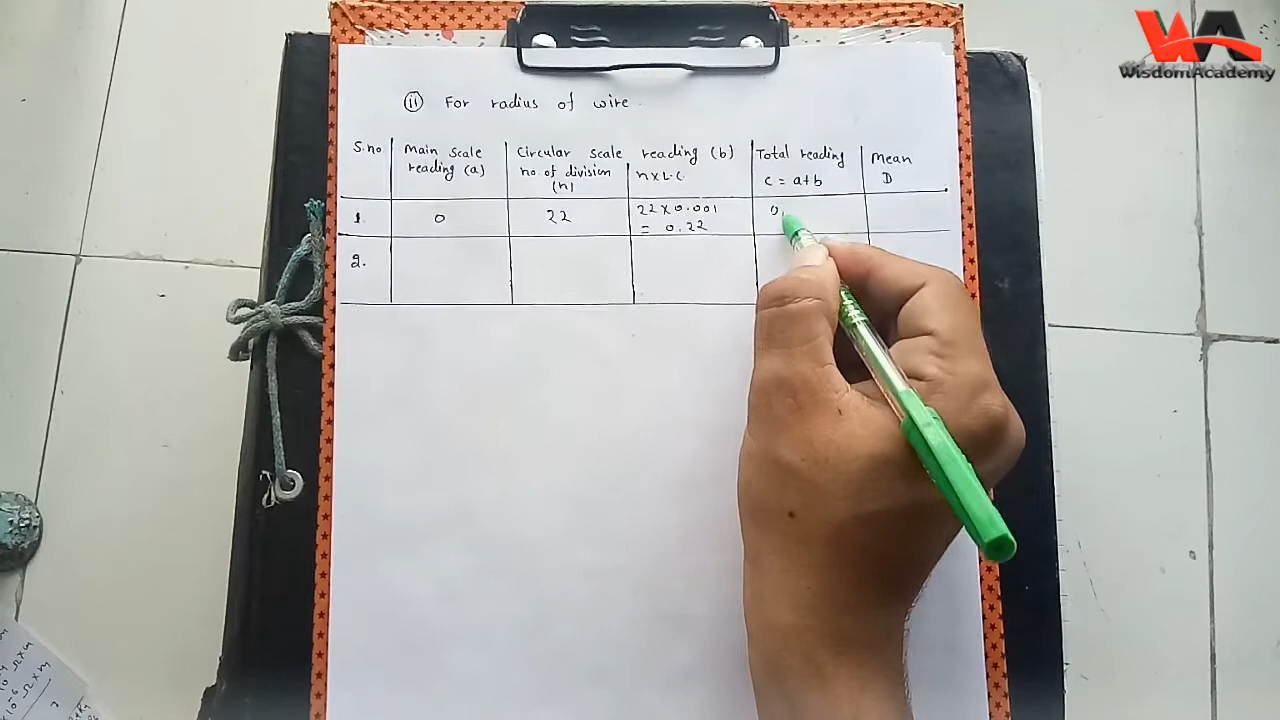 WA
WisdomAcademy
(ii) For radius of wire.
S.no
Main Scale
reading (a)
Circular Scale reading (b)
no of division
(n)
n x L.C.
Total reading
C = a+b
Mean
D
1.
0
22
22 x 0.001
= 0.22
0.
2.